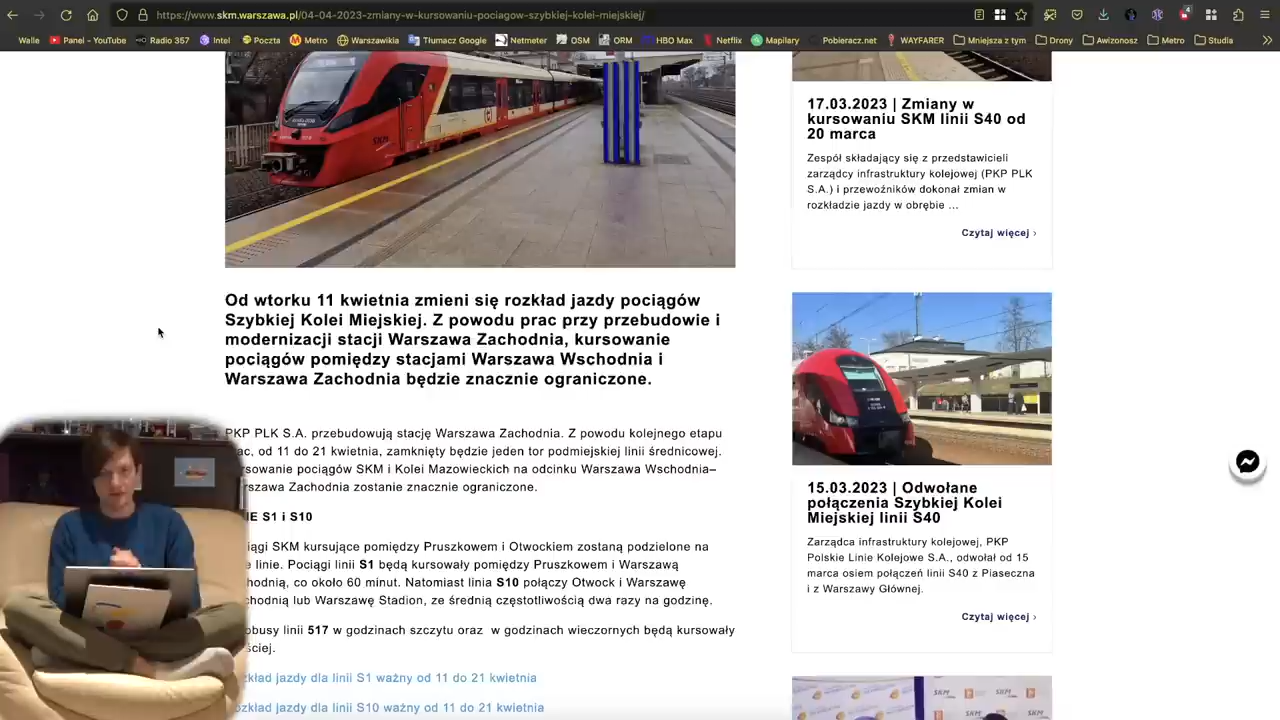 https://www.skm.warszawa.pl/04-04-2023-zmiany-w-kursowaniu-pociagow-szybkiej-kolei-miejskiej/
4
Walle Panel - YouTube Radio 357 Intel Poczta Metro Warszawikia Tłumacz Google Netmeter OSM ORM HBO Max Netflix Mapilary Pobieracz.net WAYFARER Mniejsza z tym Drony Awizonosz Metro Studia
SKM
Od wtorku 11 kwietnia zmieni się rozkład jazdy pociągów
Szybkiej Kolei Miejskiej. Z powodu prac przy przebudowie i
modernizacji stacji Warszawa Zachodnia, kursowanie
pociągów pomiędzy stacjami Warszawa Wschodnia i
Warszawa Zachodnia będzie znacznie ograniczone.
PKP PLK S.A. przebudowują stację Warszawa Zachodnia. Z powodu kolejnego etapu
ac, od 11 do 21 kwietnia, zamknięty będzie jeden tor podmiejskiej linii średnicowej.
rsowanie pociągów SKM i Kolei Mazowieckich na odcinku Warszawa Wschodnia–
rszawa Zachodnia zostanie znacznie ograniczone.
IE S1 i S10
iągi SKM kursujące pomiędzy Pruszkowem i Otwockiem zostaną podzielone na
e linie. Pociągi linii S1 będą kursowały pomiędzy Pruszkowem i Warszawą
chodnią, co około 60 minut. Natomiast linia S10 połączy Otwock i Warszawę
chodnią lub Warszawę Stadion, ze średnią częstotliwością dwa razy na godzinę.
obusy linii 517 w godzinach szczytu oraz w godzinach wieczornych będą kursowały
ściej.
zkład jazdy dla linii S1 ważny od 11 do 21 kwietnia
ozkład jazdy dla linii S10 ważny od 11 do 21 kwietnia
17.03.2023 | Zmiany w
kursowaniu SKM linii S40 od
20 marca
Zespół składający się z przedstawicieli
zarządcy infrastruktury kolejowej (PKP PLK
S.A.) i przewoźników dokonał zmian w
rozkładzie jazdy w obrębie ...
Czytaj więcej ›
15.03.2023 | Odwołane
połączenia Szybkiej Kolei
Miejskiej linii S40
Zarządca infrastruktury kolejowej, PKP
Polskie Linie Kolejowe S.A., odwołał od 15
marca osiem połączeń linii S40 z Piaseczna
i z Warszawy Głównej.
Czytaj więcej ›
SKM SKM